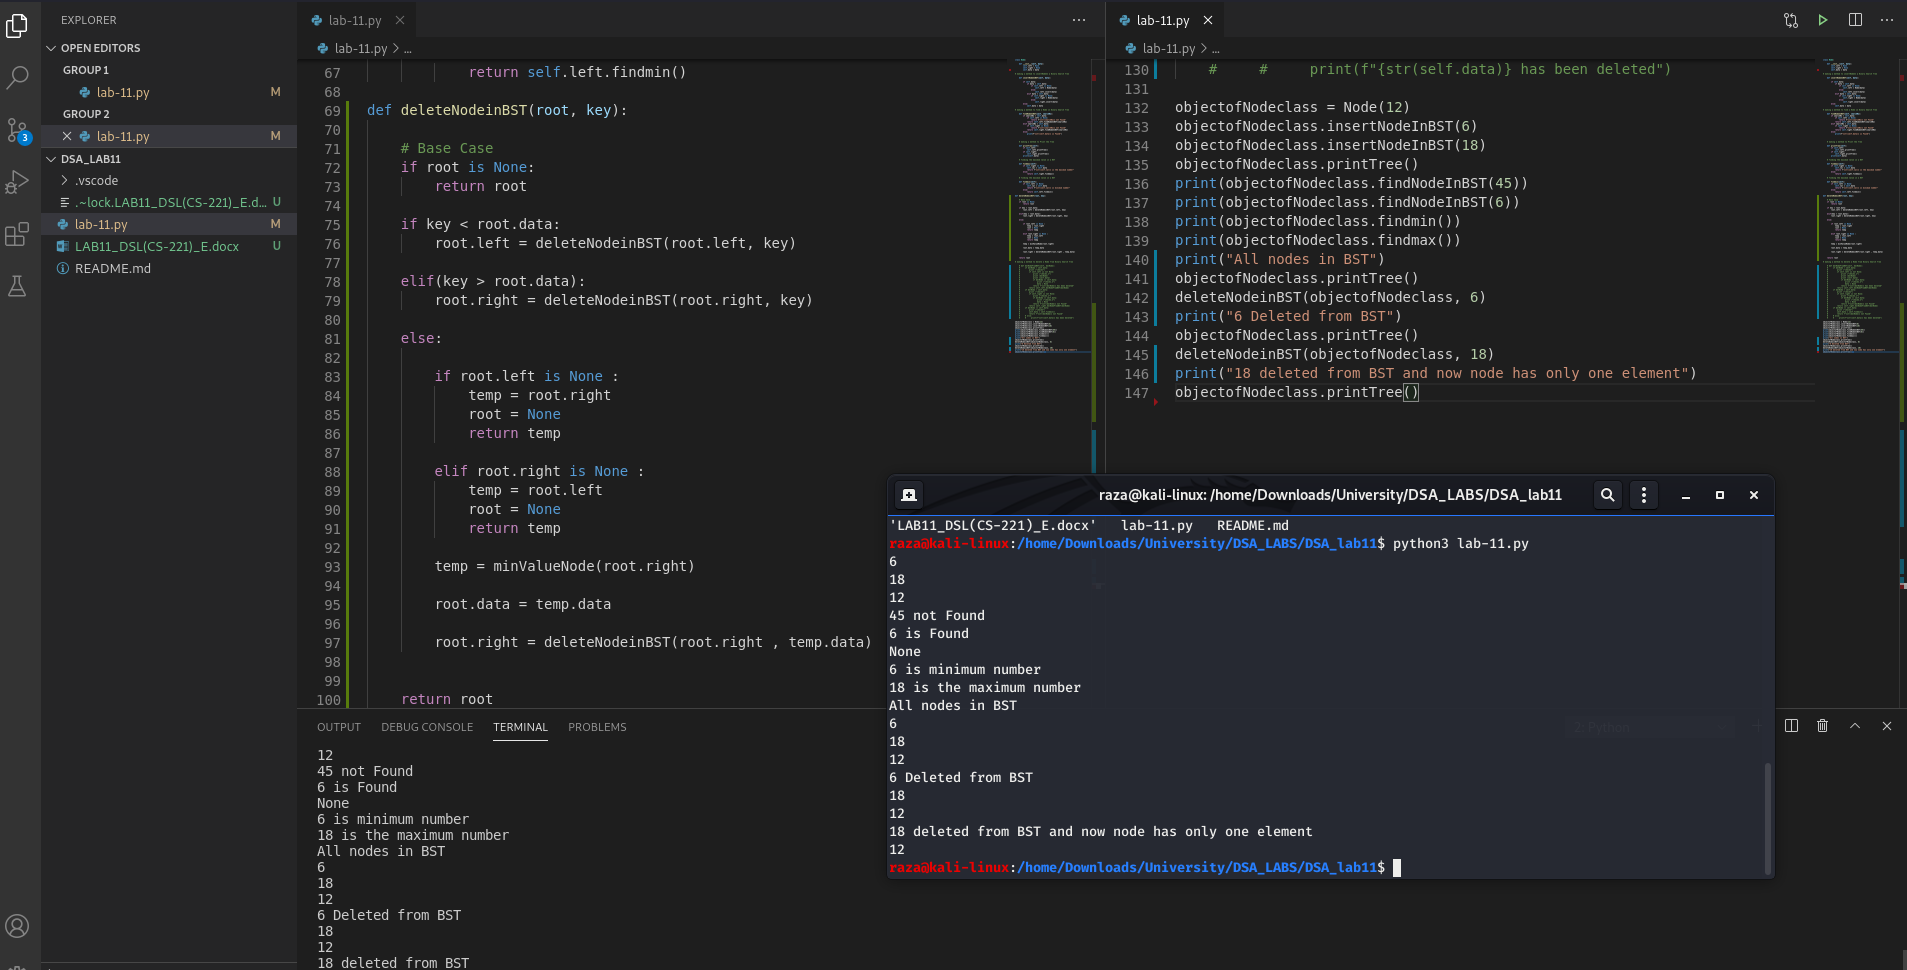 EXPLORER
OPEN EDITORS
GROUP 1
lab-11.py M
GROUP 2
lab-11.py M
3
DSA_LAB11
.vscode
.~lock.LAB11_DSL(CS-221)_E.d... U
lab-11.py M
LAB11_DSL(CS-221)_E.docx U
README.md
lab-11.py
lab-11.py > ...
67 return self.left.findmin()
68
69 def deleteNodeinBST(root, key):
70
71 # Base Case
72 if root is None:
73 return root
74
75 if key < root.data:
76 root.left = deleteNodeinBST(root.left, key)
77
78 elif(key > root.data):
79 root.right = deleteNodeinBST(root.right, key)
80
81 else:
82
83 if root.left is None :
84 temp = root.right
85 root = None
86 return temp
87
88 elif root.right is None :
89 temp = root.left
90 root = None
91 return temp
92
93 temp = minValueNode(root.right)
94
95 root.data = temp.data
96
97 root.right = deleteNodeinBST(root.right , temp.data)
98
99
100 return root
lab-11.py
lab-11.py > ...
130 # # print(f"{str(self.data)} has been deleted")
131
132 objectofNodeclass = Node(12)
133 objectofNodeclass.insertNodeInBST(6)
134 objectofNodeclass.insertNodeInBST(18)
135 objectofNodeclass.printTree()
136 print(objectofNodeclass.findNodeInBST(45))
137 print(objectofNodeclass.findNodeInBST(6))
138 print(objectofNodeclass.findmin())
139 print(objectofNodeclass.findmax())
140 print("All nodes in BST")
141 objectofNodeclass.printTree()
142 deleteNodeinBST(objectofNodeclass, 6)
143 print("6 Deleted from BST")
144 objectofNodeclass.printTree()
145 deleteNodeinBST(objectofNodeclass, 18)
146 print("18 deleted from BST and now node has only one element")
147 objectofNodeclass.printTree()
raza@kali-linux: /home/Downloads/University/DSA_LABS/DSA_lab11
'LAB11_DSL(CS-221)_E.docx' lab-11.py README.md
raza@kali-linux:/home/Downloads/University/DSA_LABS/DSA_lab11$ python3 lab-11.py
6
18
12
45 not Found
6 is Found
None
6 is minimum number
18 is the maximum number
All nodes in BST
6
18
12
6 Deleted from BST
18
12
18 deleted from BST and now node has only one element
12
raza@kali-linux:/home/Downloads/University/DSA_LABS/DSA_lab11$
OUTPUT DEBUG CONSOLE TERMINAL PROBLEMS
2: Python
12
45 not Found
6 is Found
None
6 is minimum number
18 is the maximum number
All nodes in BST
6
18
12
6 Deleted from BST
18
12
18 deleted from BST